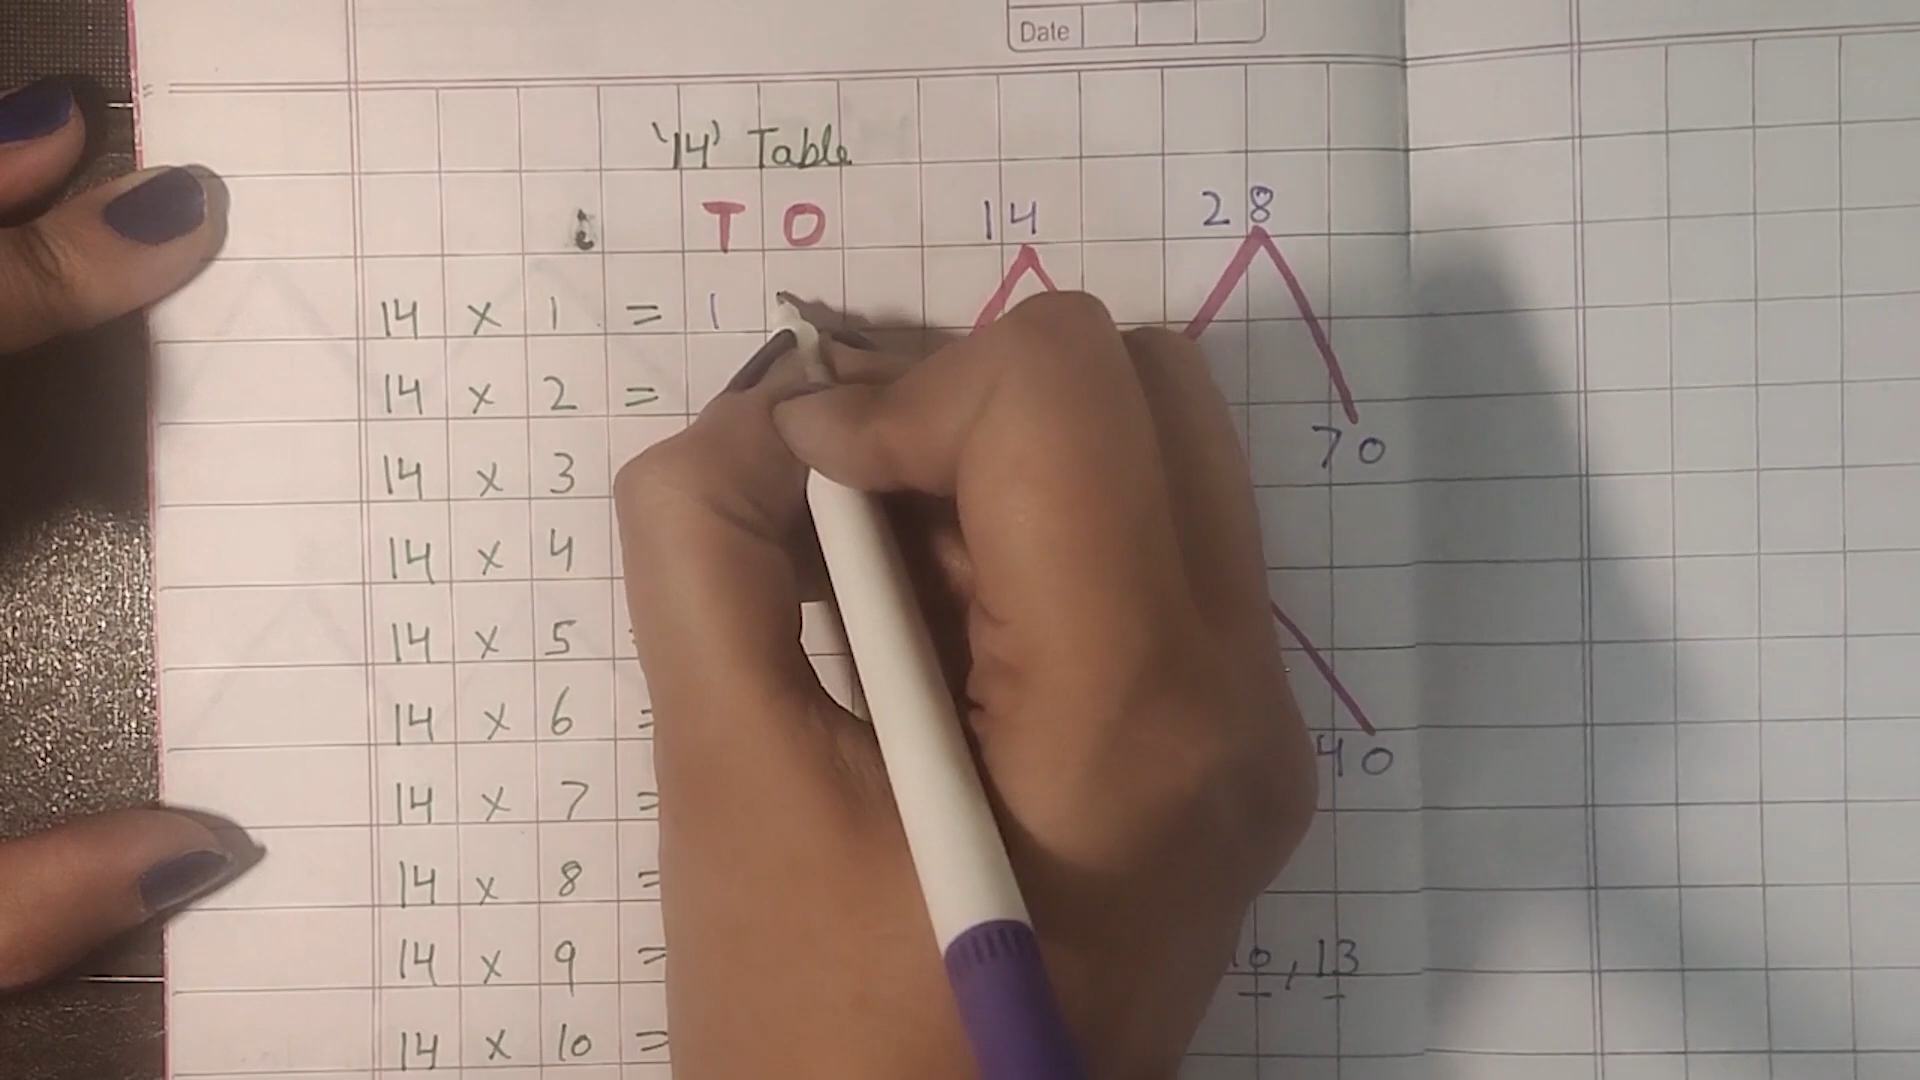 Date
'14' Table
T O 14 28
14 x 1 = 1
14 x 2 =
14 x 3 70
14 x 4
14 x 5
14 x 6 =
14 x 7 = 40
14 x 8 =
14 x 9 = 10, 13
14 x 10 =